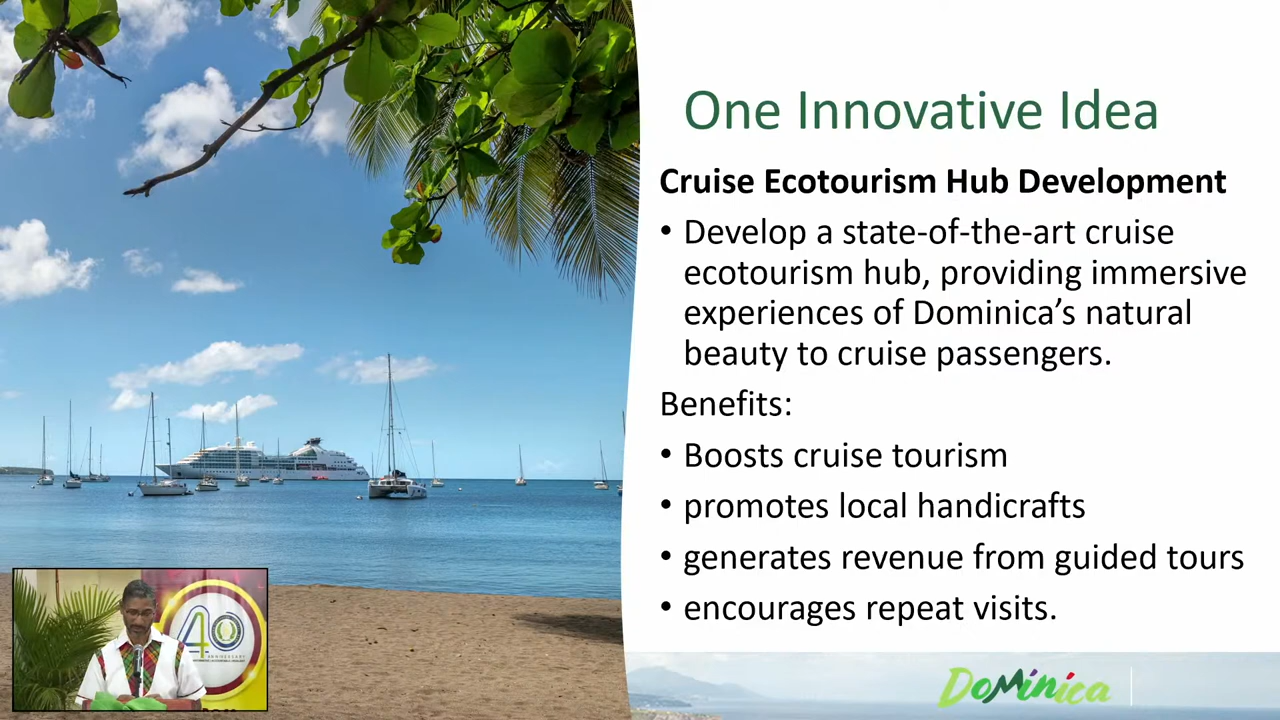 One Innovative Idea
Cruise Ecotourism Hub Development
• Develop a state-of-the-art cruise
ecotourism hub, providing immersive
experiences of Dominica’s natural
beauty to cruise passengers.
Benefits:
• Boosts cruise tourism
• promotes local handicrafts
• generates revenue from guided tours
• encourages repeat visits.
40
ANNIVERSARY
Dominica